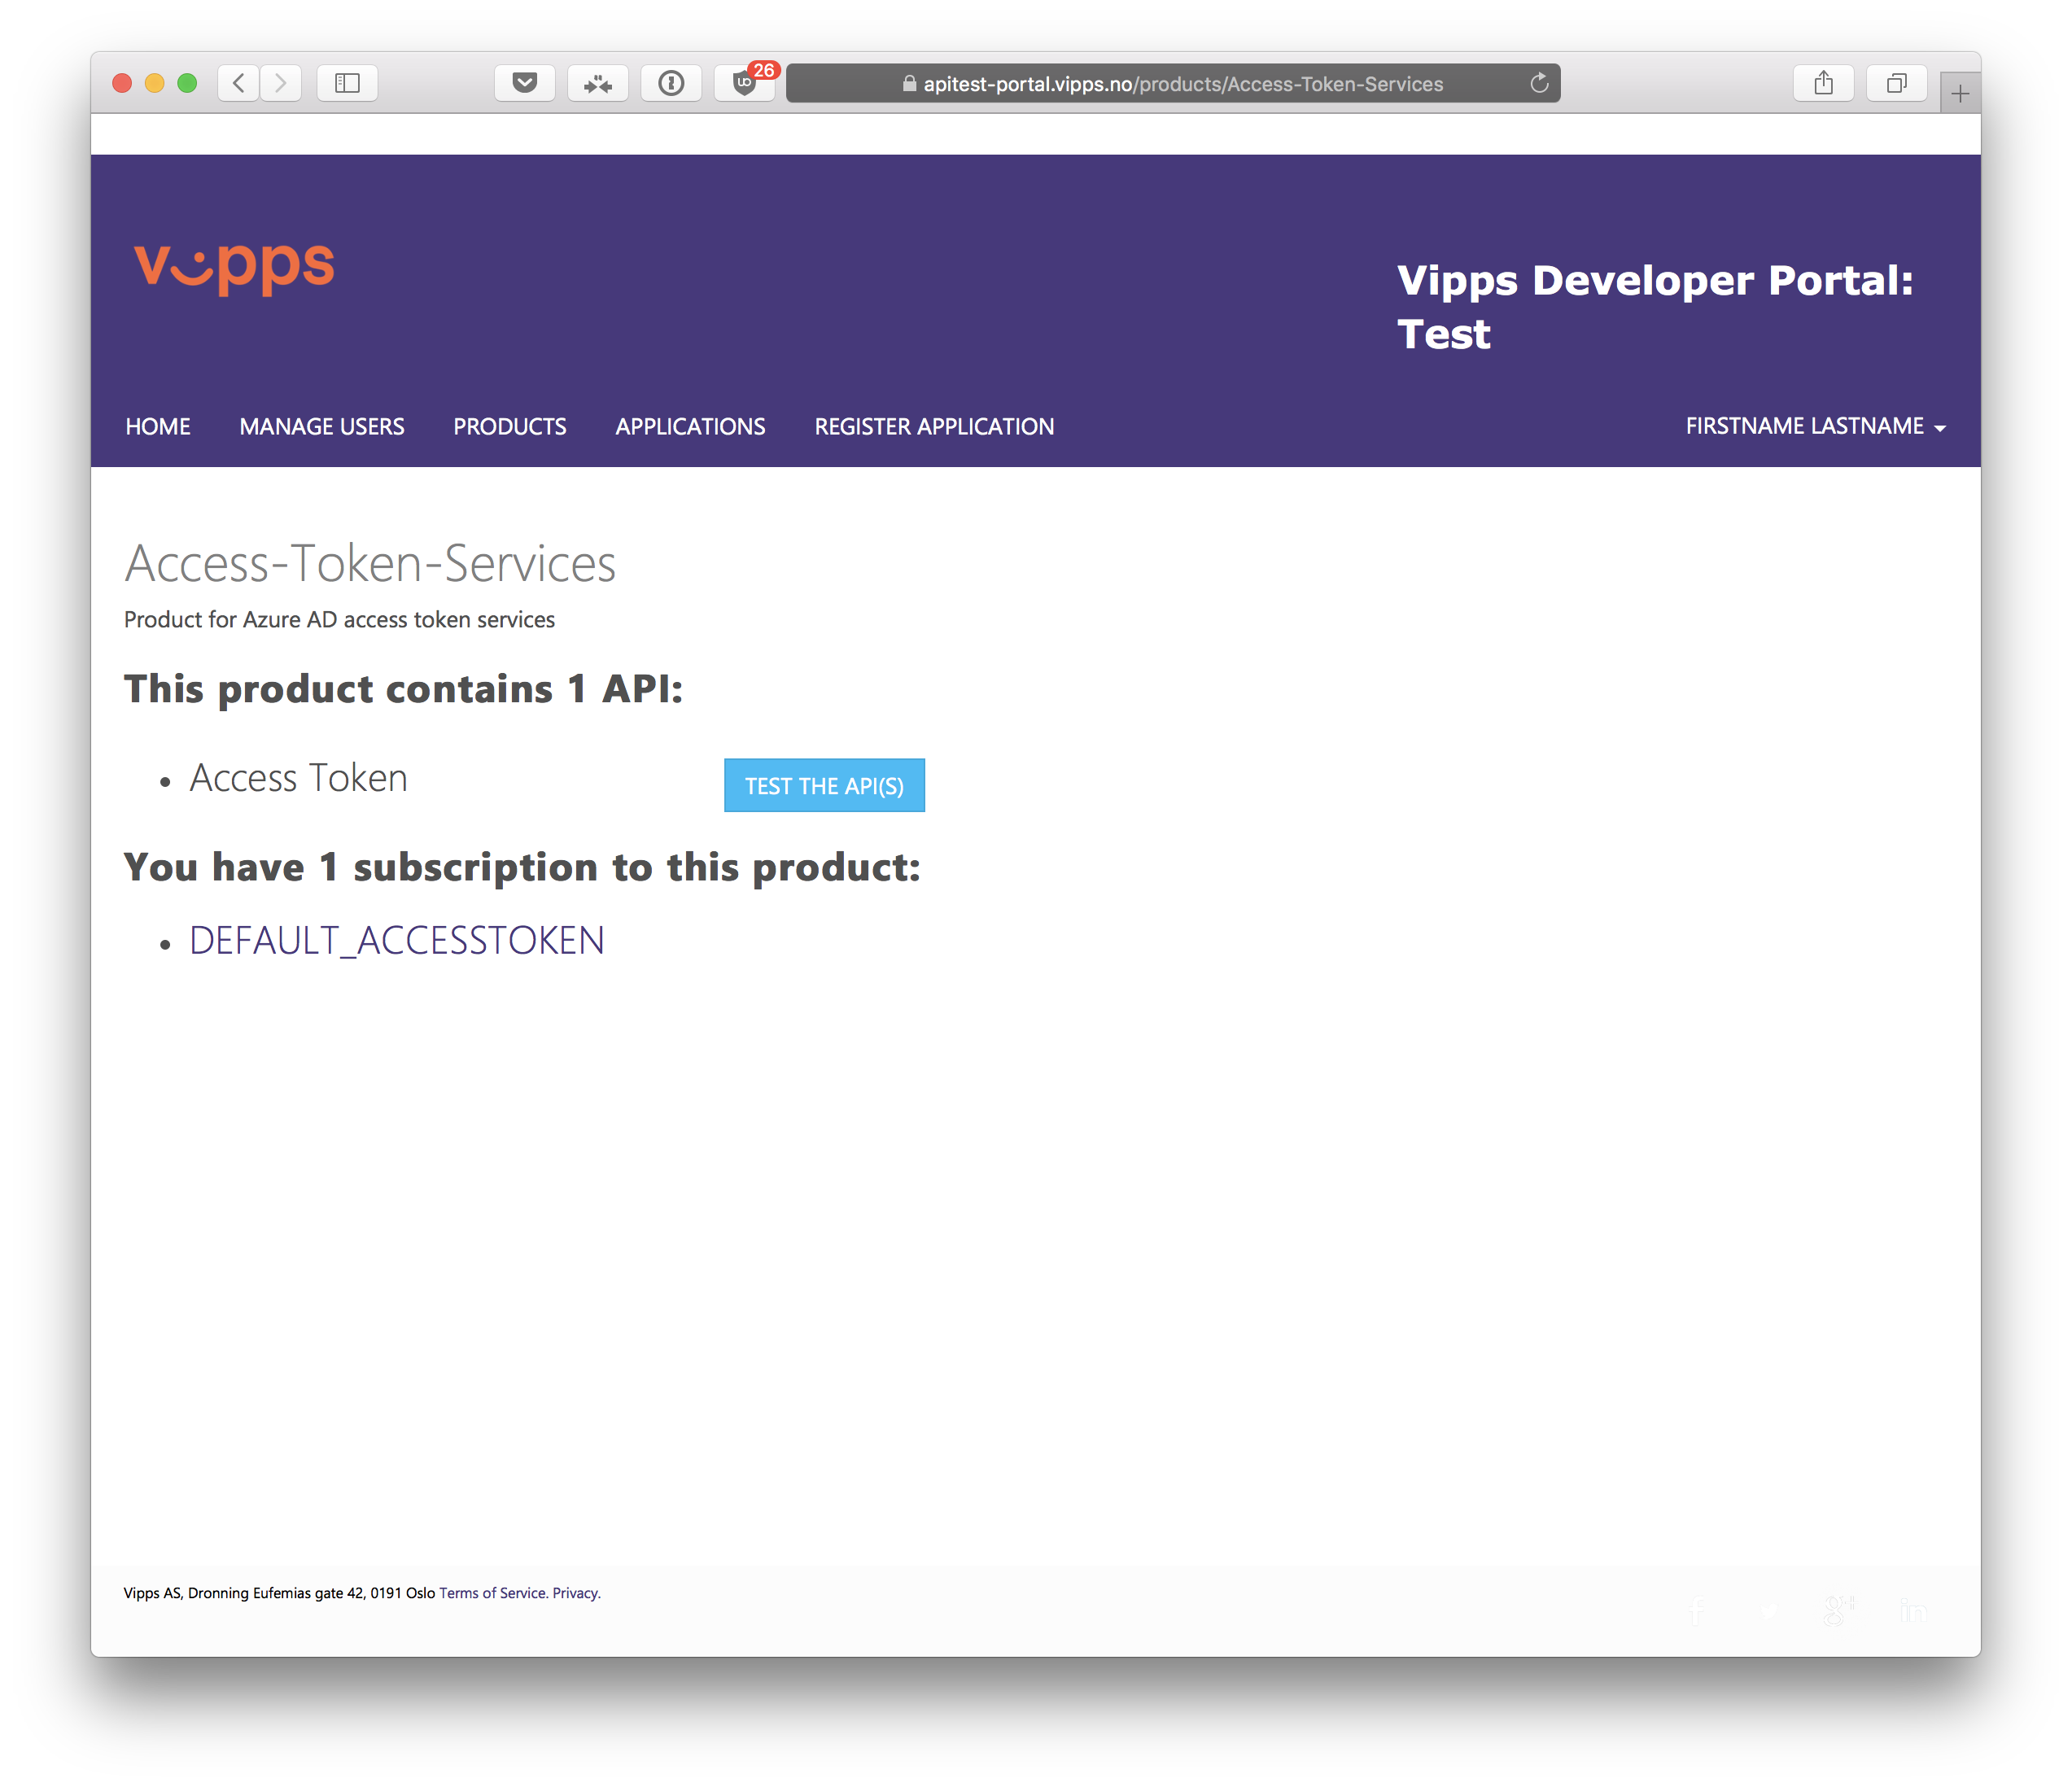 26
apitest-portal.vipps.no/products/Access-Token-Services
vipps
Vipps Developer Portal:
Test
HOME MANAGE USERS PRODUCTS APPLICATIONS REGISTER APPLICATION FIRSTNAME LASTNAME
Access-Token-Services
Product for Azure AD access token services
This product contains 1 API:
• Access Token
TEST THE API(S)
You have 1 subscription to this product:
• DEFAULT_ACCESSTOKEN
Vipps AS, Dronning Eufemias gate 42, 0191 Oslo Terms of Service. Privacy.